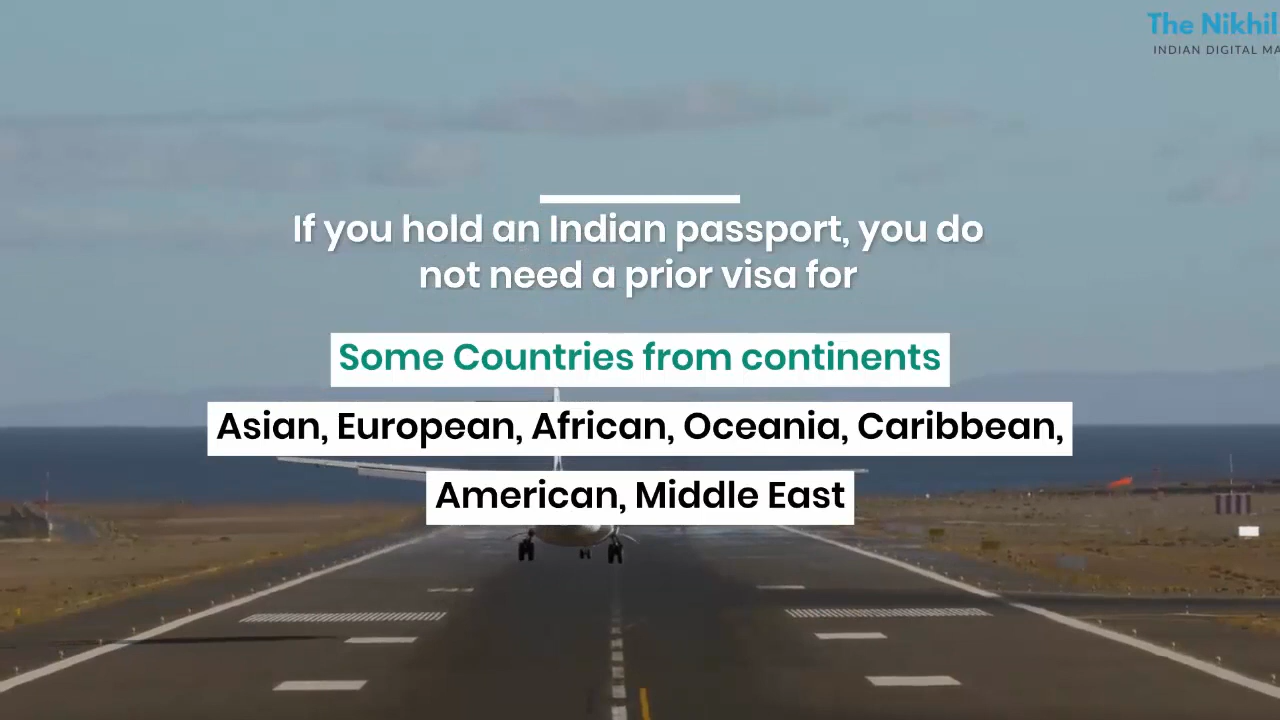 The Nikhil
INDIAN DIGITAL MA
If you hold an Indian passport, you do
not need a prior visa for
Some Countries from continents
Asian, European, African, Oceania, Caribbean,
American, Middle East